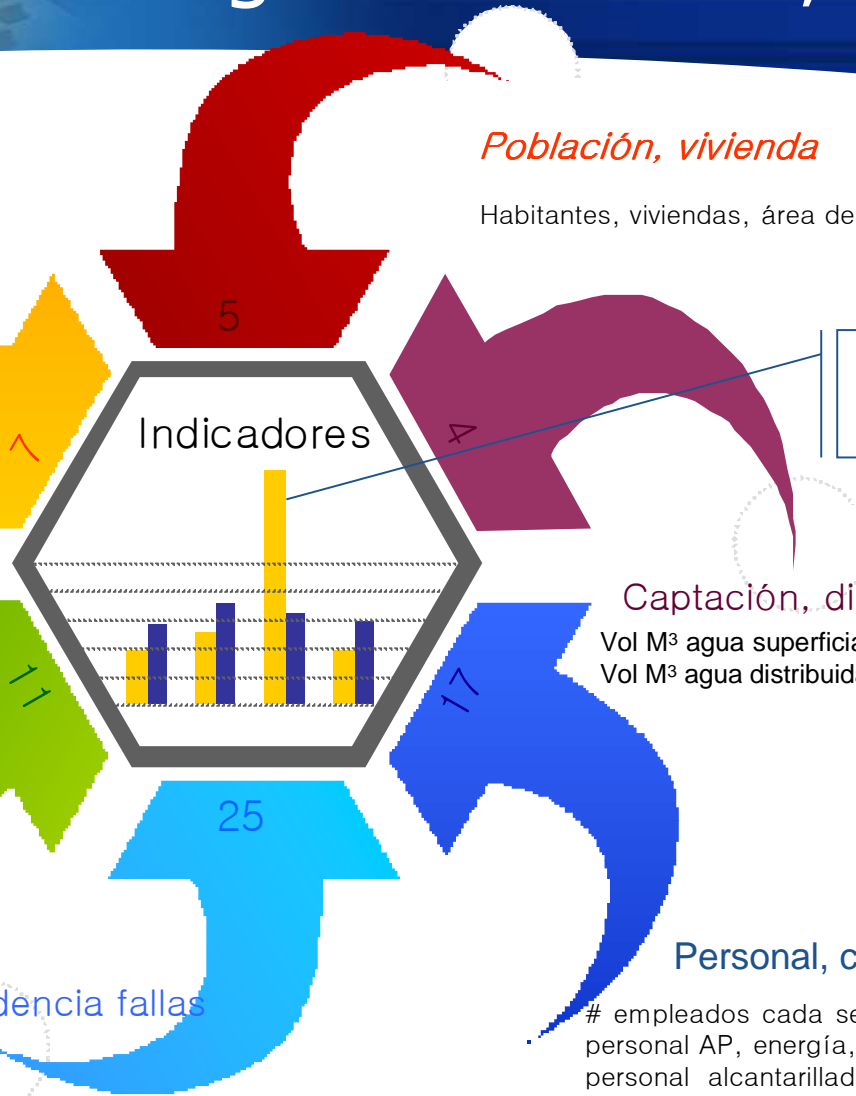 Población, vivienda
Habitantes, viviendas, área de
5
4
7
Indicadores
Captación, di
Vol M³ agua superficia
Vol M³ agua distribuida
17
11
25
Personal, c
dencia fallas
# empleados cada se
personal AP, energía,
personal alcantarillad